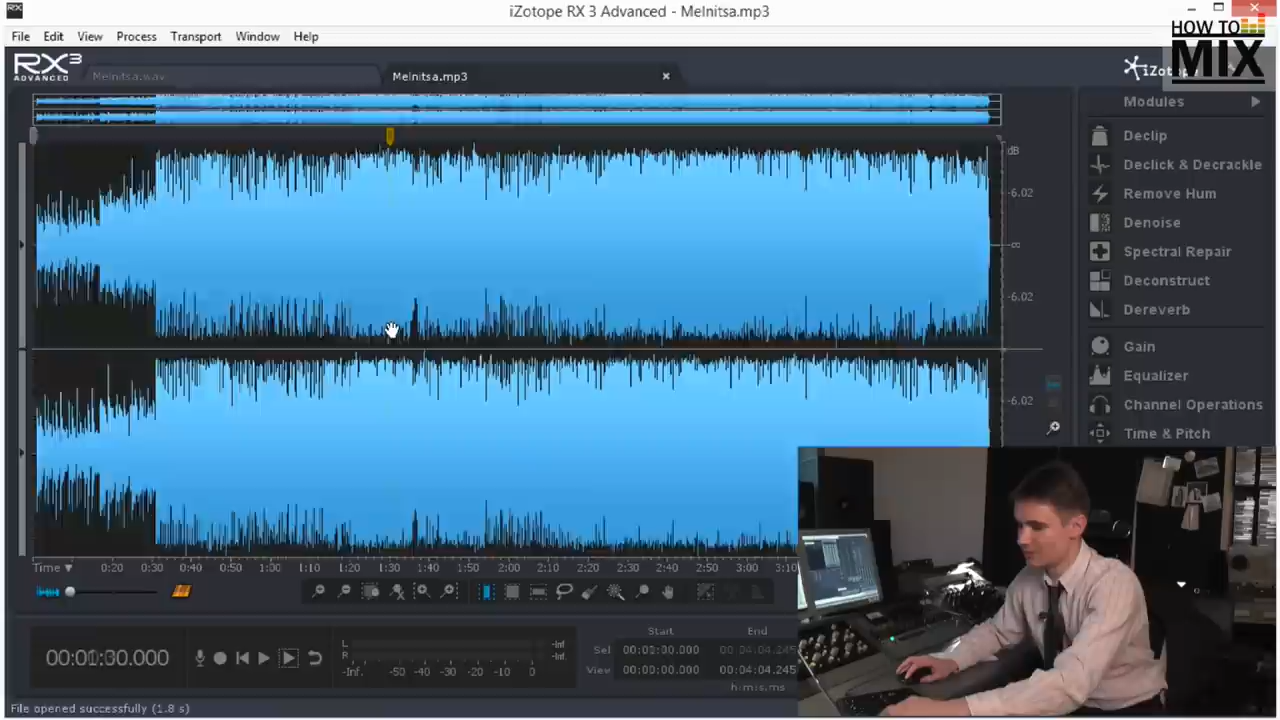 iZotope RX 3 Advanced - Melnitsa.mp3
HOW TO
MIX
File Edit View Process Transport Window Help
RX3
ADVANCED
Melnitsa.wav
Melnitsa.mp3
iZotope
Modules
dB
Declip
Declick & Decrackle
-6.02
Remove Hum
Denoise
-∞
Spectral Repair
Deconstruct
-6.02
Dereverb
Gain
Equalizer
-6.02
Channel Operations
Time & Pitch
Time 0:20 0:30 0:40 0:50 1:00 1:10 1:20 1:30 1:40 1:50 2:00 2:10 2:20 2:30 2:40 2:50 3:00 3:10
Start End
00:01:30.000
L
R
-Inf. -50 -40 -30 -20 -10 0
-Inf.
-Inf.
Sel 00:01:30.000 00:04:04.245
View 00:00:00.000 00:04:04.245
h:m:s.ms
File opened successfully (1.8 s)